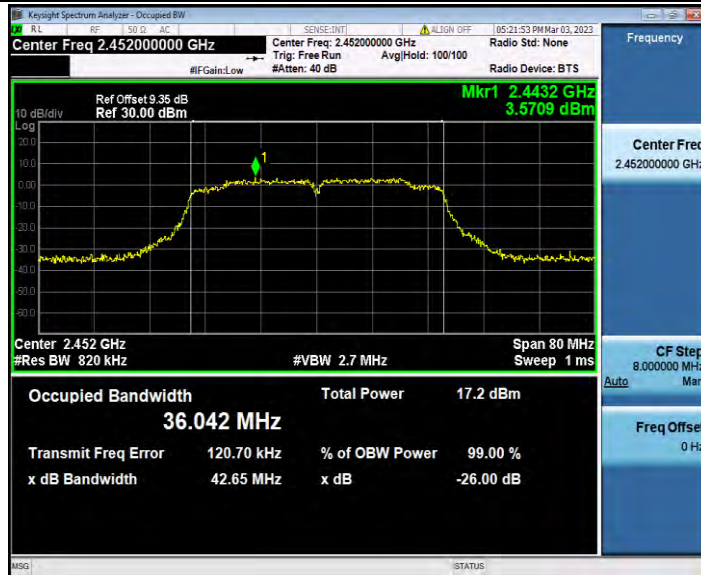 Keysight Spectrum Analyzer - Occupied BW
RL RF 50 Ω AC SENSE:INT ALIGN OFF 05:21:53 PM Mar 03, 2023
Center Freq 2.452000000 GHz
Center Freq: 2.452000000 GHz
Radio Std: None
Trig: Free Run Avg|Hold: 100/100
#IFGain:Low
#Atten: 40 dB
Radio Device: BTS
Frequency
Ref Offset 9.35 dB
Mkr1 2.4432 GHz
10 dB/div Ref 30.00 dBm
3.5709 dBm
Log
20.0
10.0
0.00
-10.0
-20.0
-30.0
-40.0
-50.0
-60.0
1
Center Freq
2.452000000 GHz
Center 2.452 GHz
Span 80 MHz
#Res BW 820 kHz
#VBW 2.7 MHz
Sweep 1 ms
CF Step
8.000000 MHz
Auto Man
Occupied Bandwidth
Total Power 17.2 dBm
36.042 MHz
Transmit Freq Error 120.70 kHz
% of OBW Power 99.00 %
x dB Bandwidth 42.65 MHz
x dB -26.00 dB
Freq Offset
0 Hz
MSG
STATUS